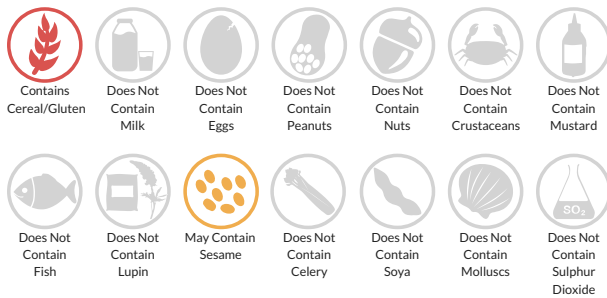 Contains
Cereal/Gluten
Does Not
Contain
Milk
Does Not
Contain
Eggs
Does Not
Contain
Peanuts
Does Not
Contain
Nuts
Does Not
Contain
Crustaceans
Does Not
Contain
Mustard
Does Not
Contain
Fish
Does Not
Contain
Lupin
May Contain
Sesame
Does Not
Contain
Celery
Does Not
Contain
Soya
Does Not
Contain
Molluscs
SO₂
Does Not
Contain
Sulphur
Dioxide